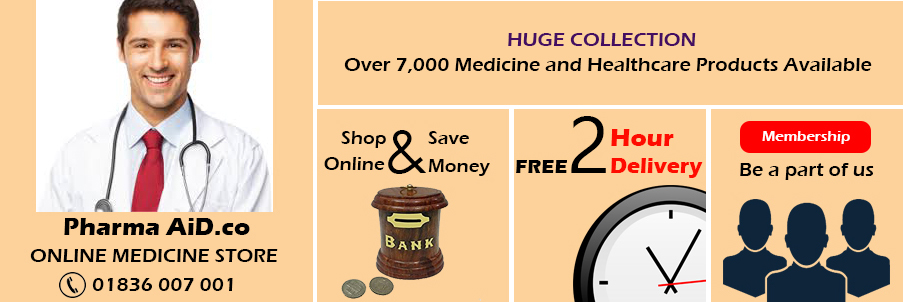 Pharma AiD.co
ONLINE MEDICINE STORE
01836 007 001
HUGE COLLECTION
Over 7,000 Medicine and Healthcare Products Available
Shop & Save
Online Money
BANK
FREE 2 Hour
Delivery
Membership
Be a part of us